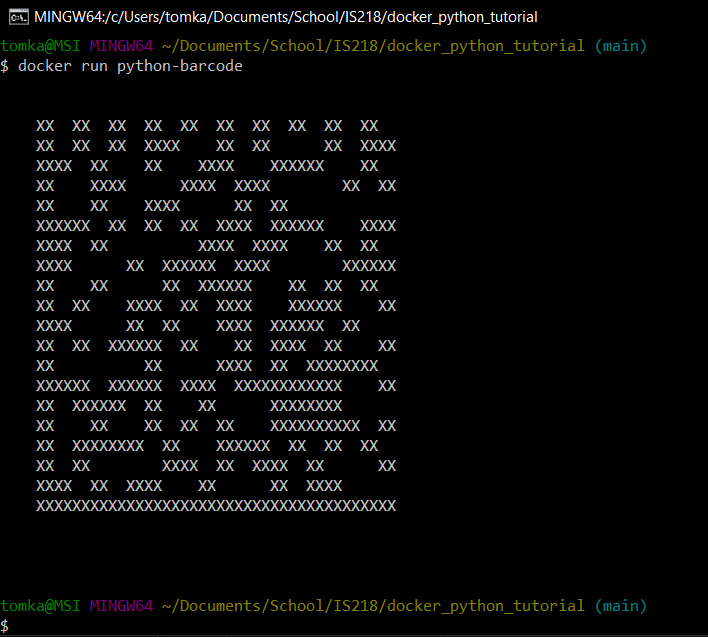 MINGW64:/c/Users/tomka/Documents/School/IS218/docker_python_tutorial
tomka@MSI MINGW64 ~/Documents/School/IS218/docker_python_tutorial (main)
$ docker run python-barcode
    XX  XX  XX  XX  XX  XX  XX  XX  XX  XX
    XX  XX  XX  XXXX    XX  XX      XX  XXXX
    XXXX  XX    XX    XXXX    XXXXXX    XX
    XX    XXXX      XXXX  XXXX        XX  XX
    XX    XX    XXXX      XX  XX
    XXXXXX  XX  XX  XX  XXXX  XXXXXX    XXXX
    XXXX  XX          XXXX  XXXX    XX  XX
    XXXX      XX  XXXXXX  XXXX        XXXXXX
    XX    XX      XX  XXXXXX    XX  XX  XX
    XX  XX    XXXX  XX  XXXX    XXXXXX    XX
    XXXX      XX  XX    XXXX  XXXXXX  XX
    XX  XX  XXXXXX  XX    XX  XXXX  XX    XX
    XX          XX      XXXX  XX  XXXXXXXX
    XXXXXX  XXXXXX  XXXX  XXXXXXXXXXXX    XX
    XX  XXXXXX  XX    XX      XXXXXXXX
    XX    XX    XX  XX  XX    XXXXXXXXXX  XX
    XX  XXXXXXXX  XX    XXXXXX  XX  XX  XX
    XX  XX        XXXX  XX  XXXX  XX      XX
    XXXX  XX  XXXX    XX      XX  XXXX
    XXXXXXXXXXXXXXXXXXXXXXXXXXXXXXXXXXXXXXXX
tomka@MSI MINGW64 ~/Documents/School/IS218/docker_python_tutorial (main)
$